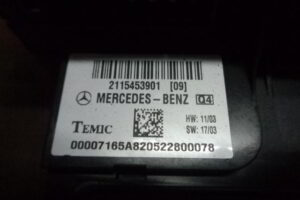 2115453901 [09]
MERCEDES-BENZ Q4
TEMIC
HW: 11/03
SW: 17/03
00007165A820522800078